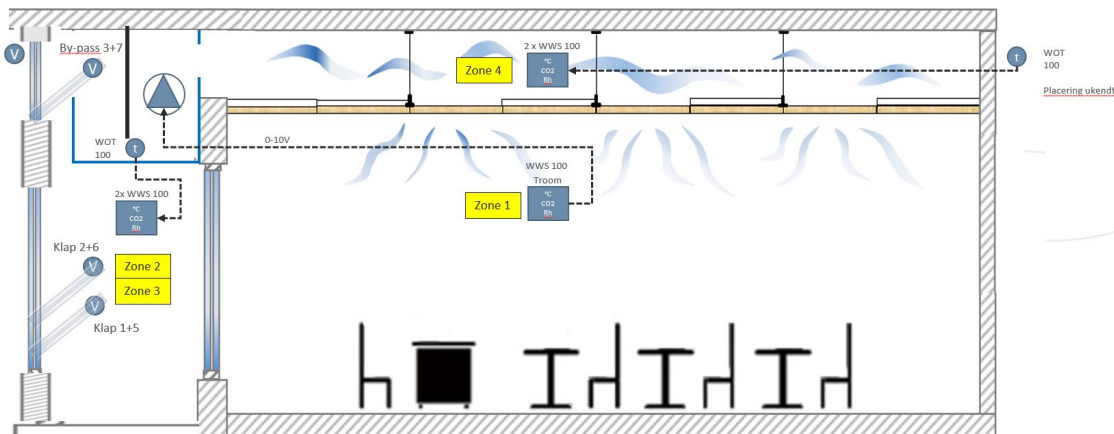 By-pass 3+7
V
V
2 x WWS 100
°C
CO2
Rh
Zone 4
t
WOT
100
Placering ukendt
WOT
100
t
0-10V
WWS 100
Troom
°C
CO2
Rh
Zone 1
2x WWS 100
°C
CO2
Rh
Klap 2+6
V
Zone 2
Zone 3
V
Klap 1+5